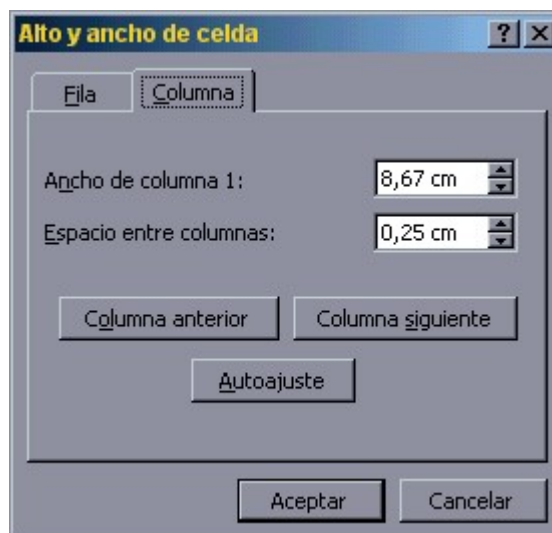 Alto y ancho de celda
Fila Columna
Ancho de columna 1: 8,67 cm
Espacio entre columnas: 0,25 cm
Columna anterior Columna siguiente
Autoajuste
Aceptar Cancelar